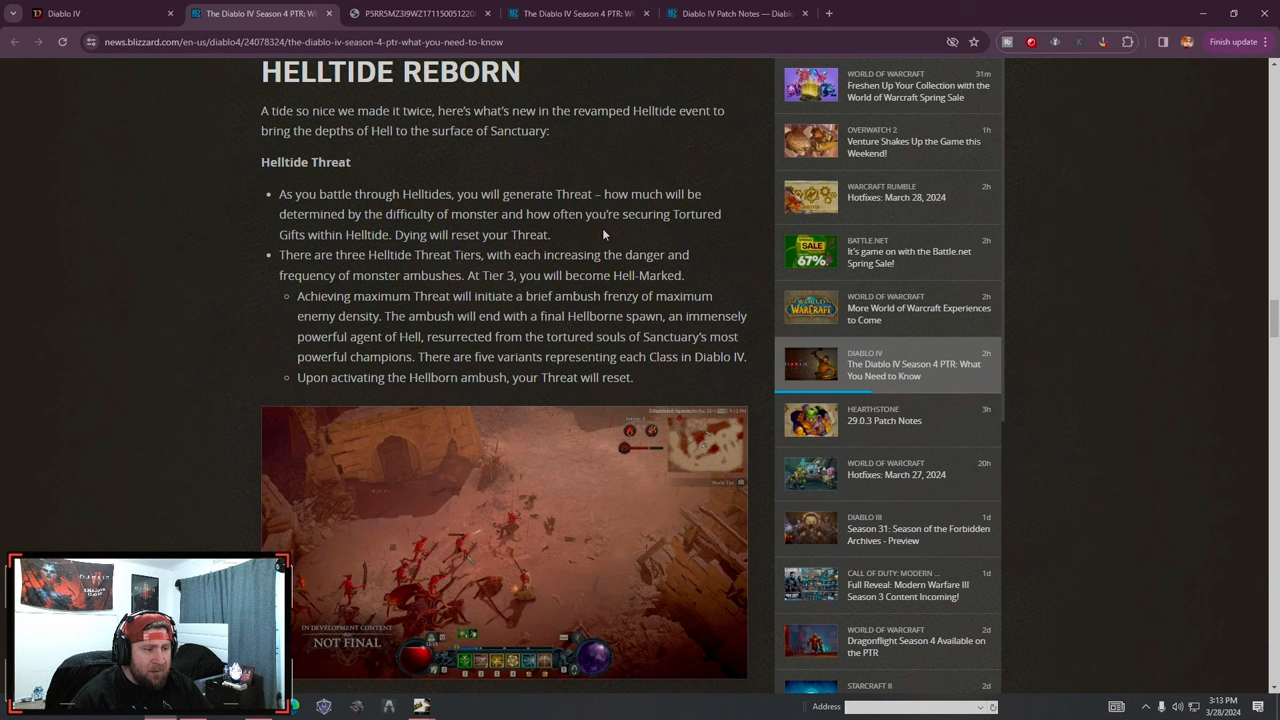 Diablo IV
The Diablo IV Season 4 PTR: W
P5RR5MZ3I9WZ1711500512​20
The Diablo IV Season 4 PTR: W
Diablo IV Patch Notes — Diablo
news.blizzard.com/en-us/diablo4/24078324/the-diablo-iv-season-4-ptr-what-you-need-to-know
Finish update
HELLTIDE REBORN
A tide so nice we made it twice, here's what's new in the revamped Helltide event to
bring the depths of Hell to the surface of Sanctuary:
Helltide Threat
• As you battle through Helltides, you will generate Threat – how much will be
determined by the difficulty of monster and how often you're securing Tortured
Gifts within Helltide. Dying will reset your Threat.
• There are three Helltide Threat Tiers, with each increasing the danger and
frequency of monster ambushes. At Tier 3, you will become Hell-Marked.
○ Achieving maximum Threat will initiate a brief ambush frenzy of maximum
enemy density. The ambush will end with a final Hellborne spawn, an immensely
powerful agent of Hell, resurrected from the tortured souls of Sanctuary's most
powerful champions. There are five variants representing each Class in Diablo IV.
○ Upon activating the Hellborn ambush, your Threat will reset.
IN DEVELOPMENT CONTENT
NOT FINAL
WORLD OF WARCRAFT 31m
Freshen Up Your Collection with the
World of Warcraft Spring Sale
OVERWATCH 2 1h
Venture Shakes Up the Game this
Weekend!
WARCRAFT RUMBLE 2h
Hotfixes: March 28, 2024
SALE
67%
BATTLE.NET 2h
It's game on with the Battle.net
Spring Sale!
WORLD OF WARCRAFT 2h
More World of Warcraft Experiences
to Come
DIABLO IV 2h
The Diablo IV Season 4 PTR: What
You Need to Know
HEARTHSTONE 3h
29.0.3 Patch Notes
WORLD OF WARCRAFT 20h
Hotfixes: March 27, 2024
DIABLO III 1d
Season 31: Season of the Forbidden
Archives - Preview
CALL OF DUTY: MODERN ... 1d
Full Reveal: Modern Warfare III
Season 3 Content Incoming!
WORLD OF WARCRAFT 2d
Dragonflight Season 4 Available on
the PTR
STARCRAFT II 2d
Address
3:13 PM
3/28/2024